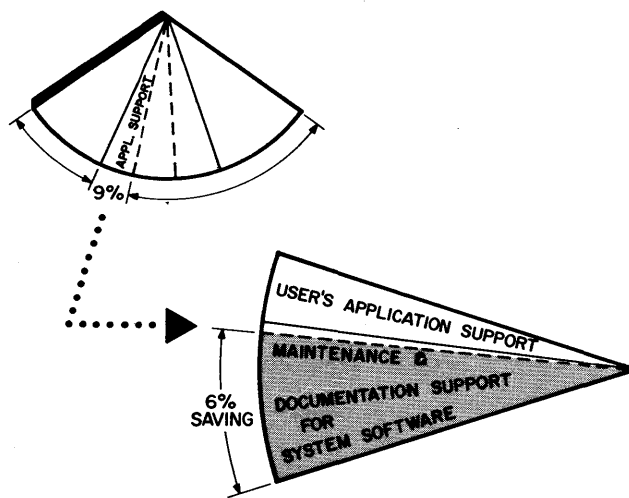 APPL. SUPPORT
9%
USER'S APPLICATION SUPPORT
MAINTENANCE &
DOCUMENTATION SUPPORT
FOR
SYSTEM SOFTWARE
6%
SAVING